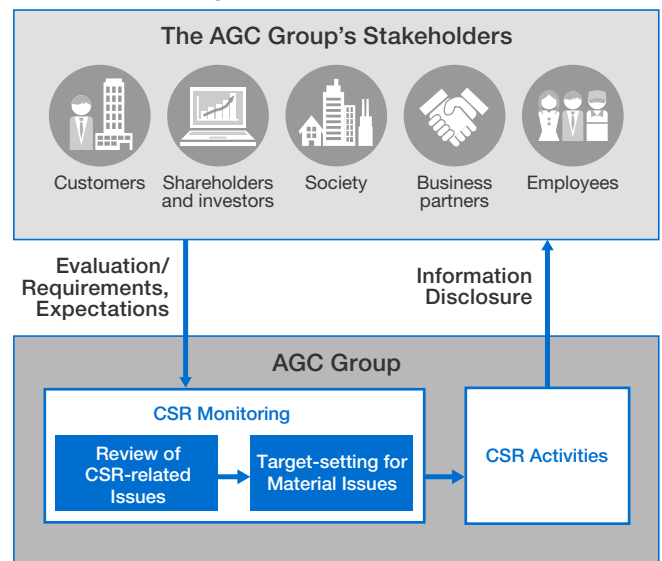 The AGC Group's Stakeholders
Customers
Shareholders
and investors
Society
Business
partners
Employees
Evaluation/
Requirements,
Expectations
Information
Disclosure
AGC Group
CSR Monitoring
Review of
CSR-related
Issues
Target-setting for
Material Issues
CSR Activities